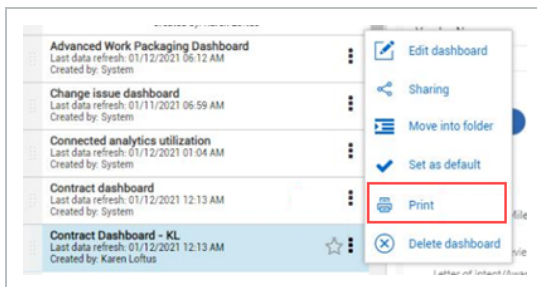 Advanced Work Packaging Dashboard
Last data refresh: 01/12/2021 06:12 AM
Created by: System
Change issue dashboard
Last data refresh: 01/11/2021 06:59 AM
Created by: System
Connected analytics utilization
Last data refresh: 01/12/2021 01:04 AM
Created by: System
Contract dashboard
Last data refresh: 01/12/2021 12:13 AM
Created by: System
Contract Dashboard - KL
Last data refresh: 01/12/2021 12:13 AM
Created by: Karen Loftus
Edit dashboard
Sharing
Move into folder
Set as default
Print
Delete dashboard